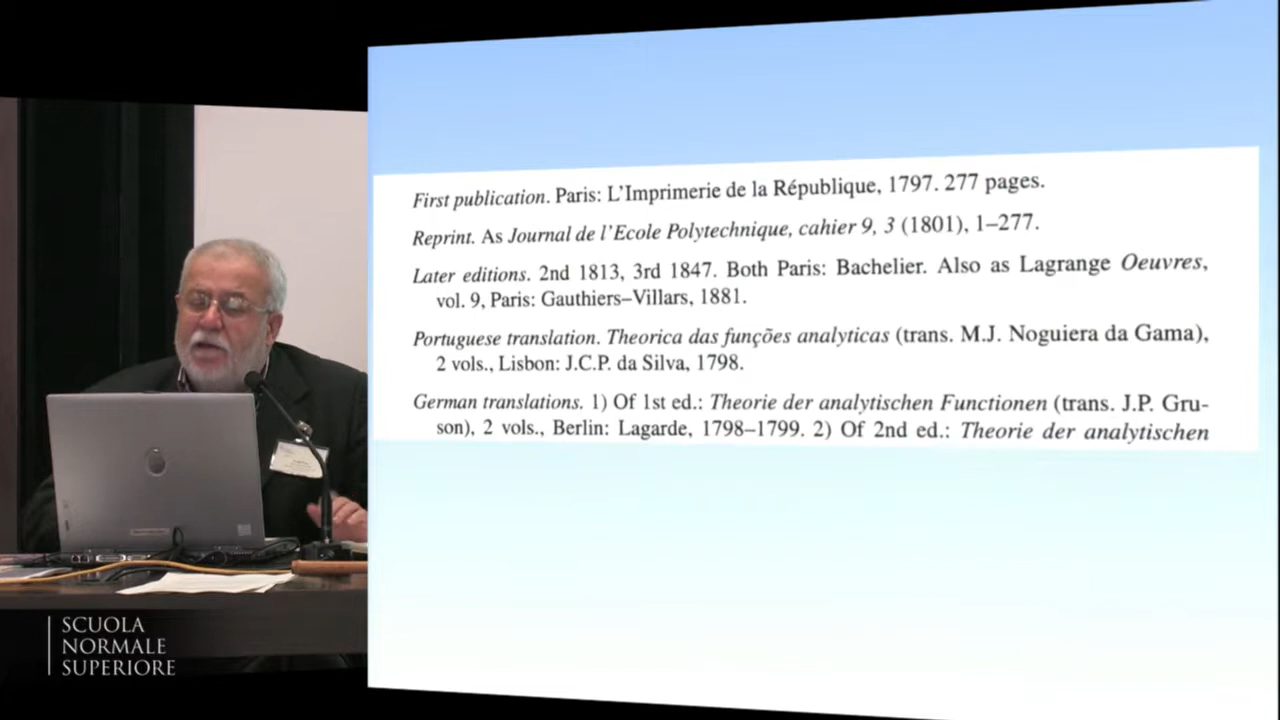 First publication. Paris: L'Imprimerie de la République, 1797. 277 pages.
Reprint. As Journal de l'Ecole Polytechnique, cahier 9, 3 (1801), 1–277.
Later editions. 2nd 1813, 3rd 1847. Both Paris: Bachelier. Also as Lagrange Oeuvres,
vol. 9, Paris: Gauthiers–Villars, 1881.
Portuguese translation. Theorica das funções analyticas (trans. M.J. Noguiera da Gama),
2 vols., Lisbon: J.C.P. da Silva, 1798.
German translations. 1) Of 1st ed.: Theorie der analytischen Functionen (trans. J.P. Gru-
son), 2 vols., Berlin: Lagarde, 1798–1799. 2) Of 2nd ed.: Theorie der analytischen
SCUOLA
NORMALE
SUPERIORE